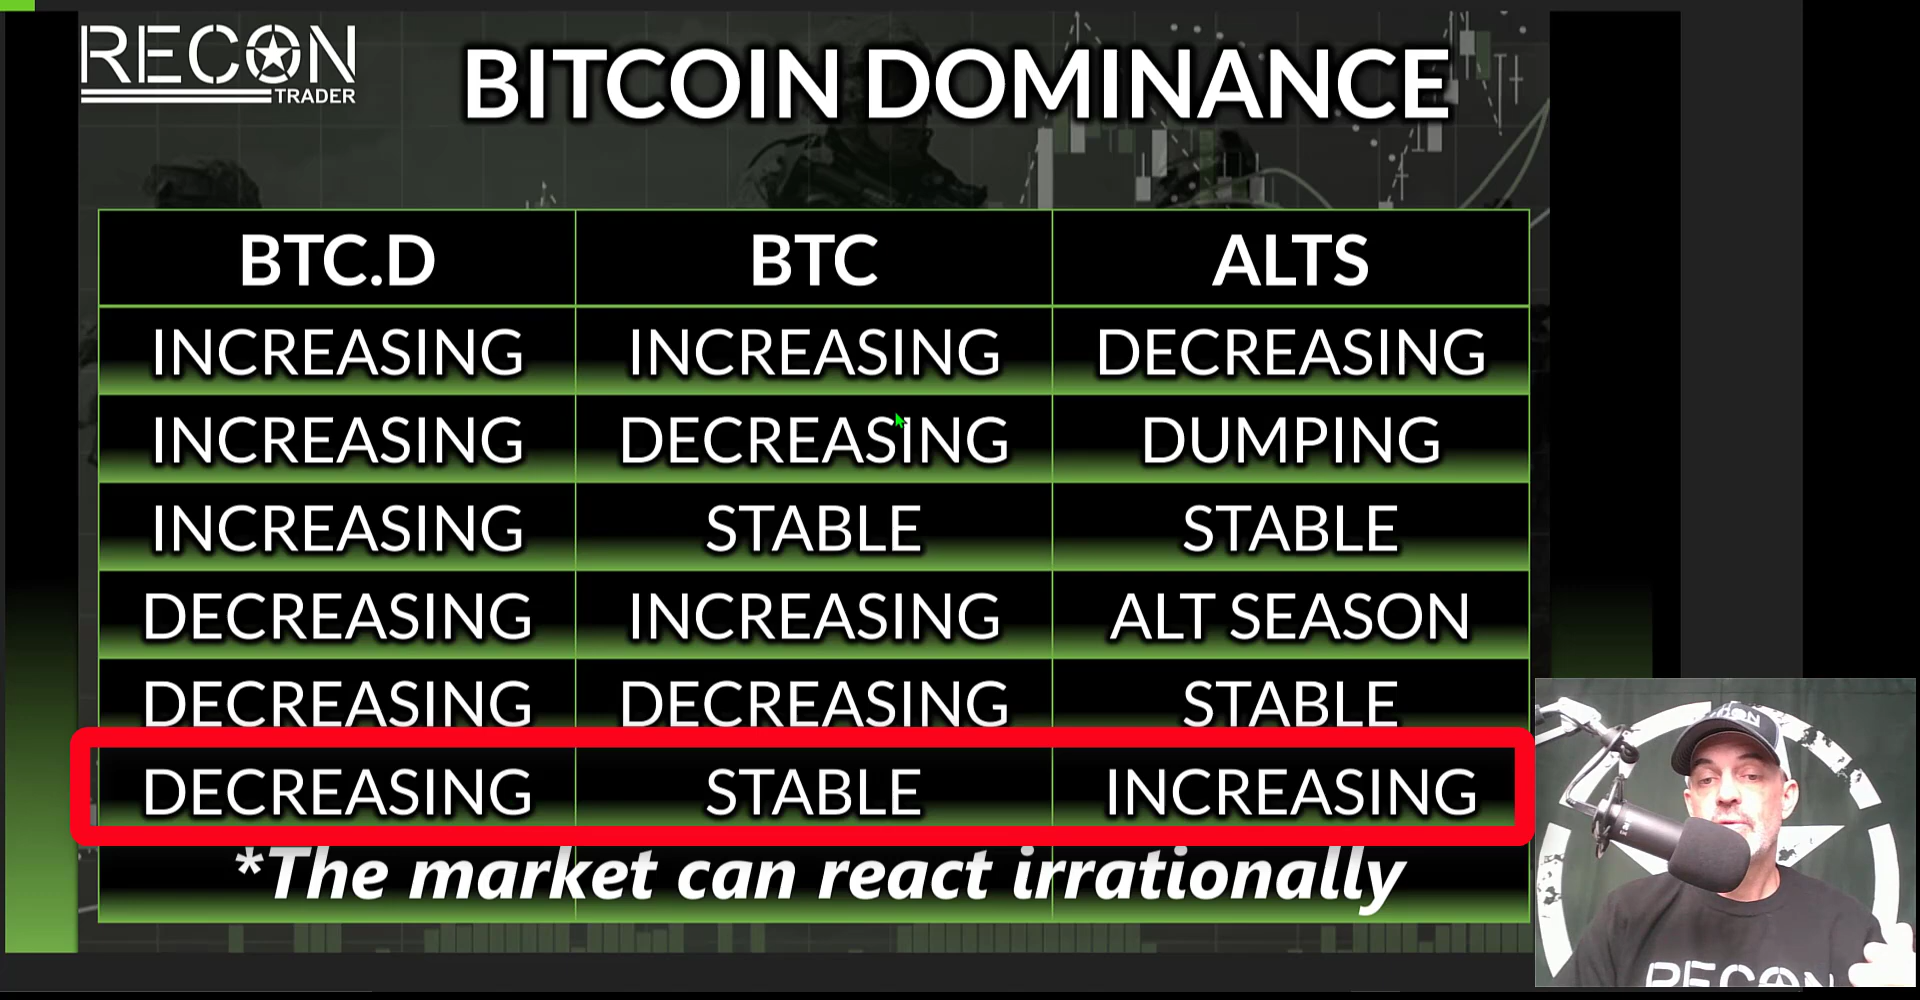 RECON
TRADER
BITCOIN DOMINANCE
BTC.D BTC ALTS
INCREASING INCREASING DECREASING
INCREASING DECREASING DUMPING
INCREASING STABLE STABLE
DECREASING INCREASING ALT SEASON
DECREASING DECREASING STABLE
DECREASING STABLE INCREASING
*The market can react irrationally
RECON